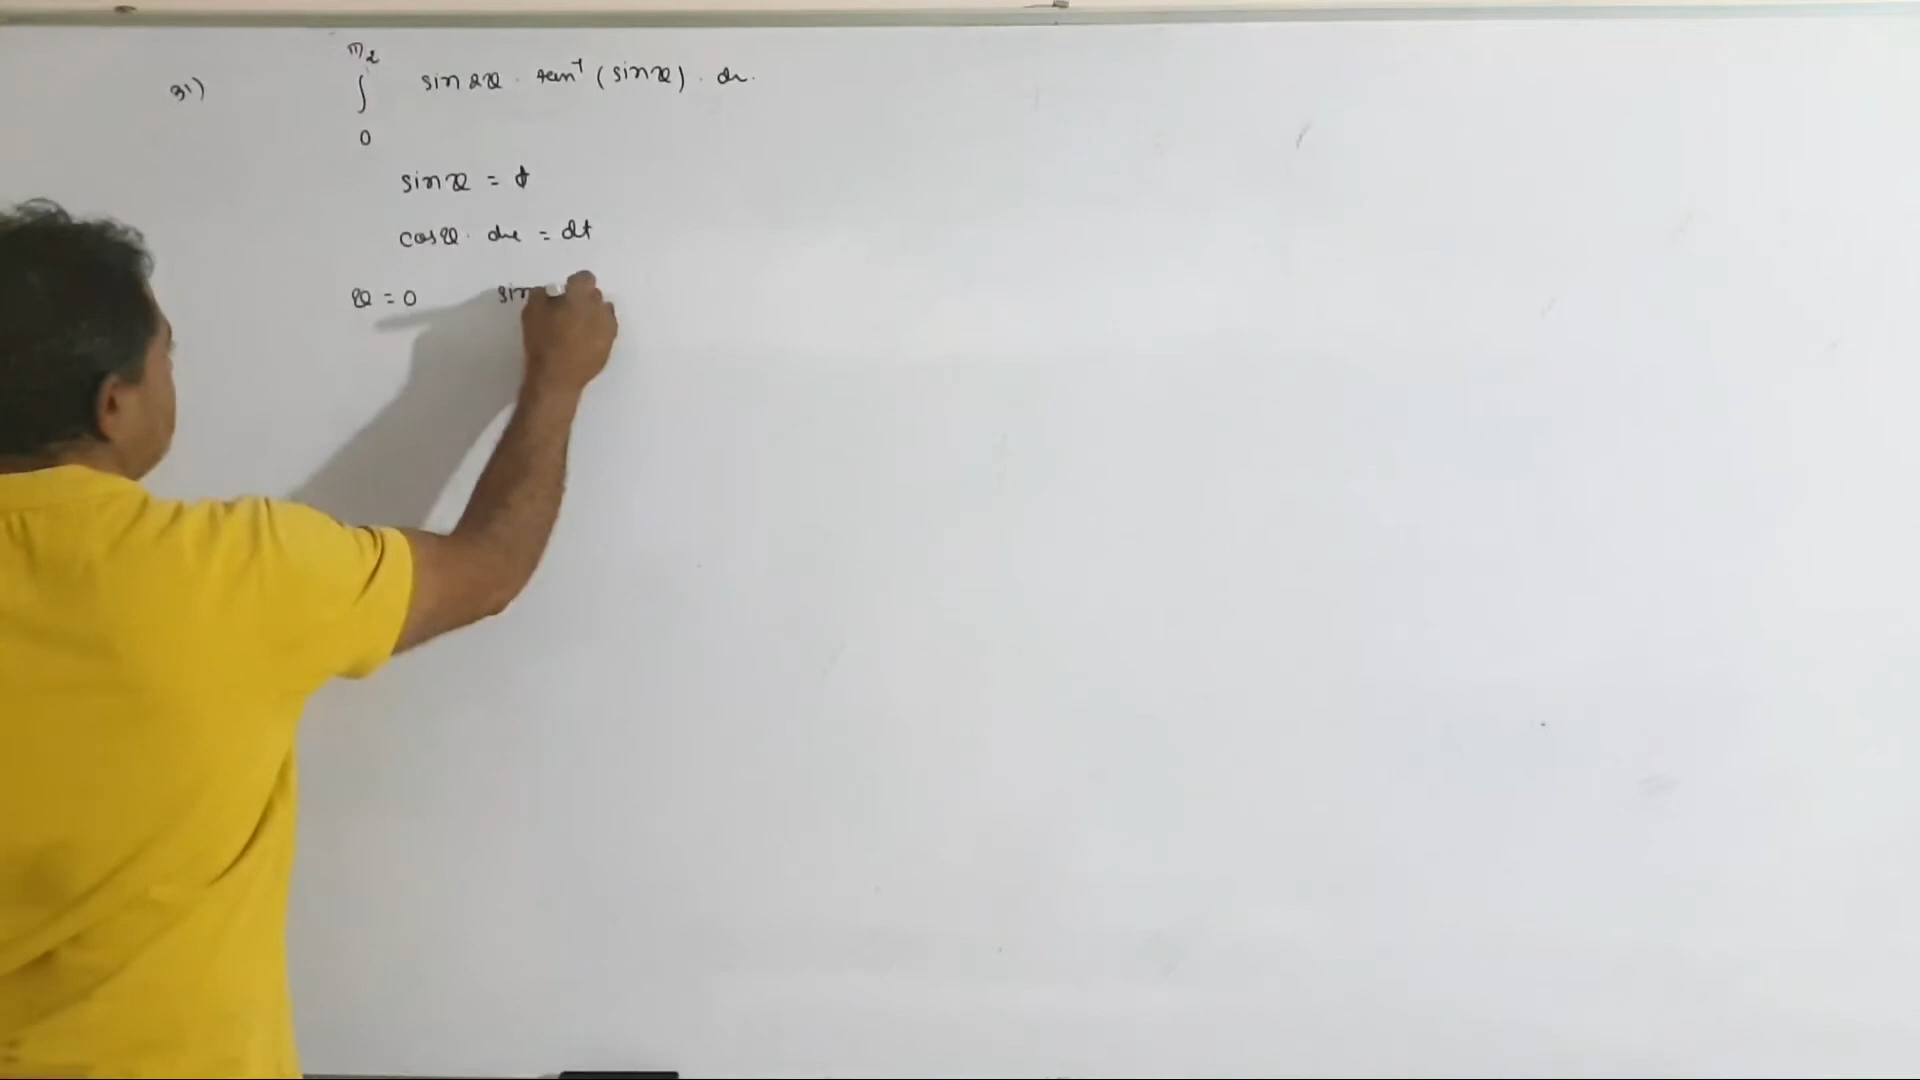 31) ∫₀^(π/2) sin 2x · tan⁻¹ (sin x) · dx.
sin x = t
cos x · dx = dt
x = 0 sin